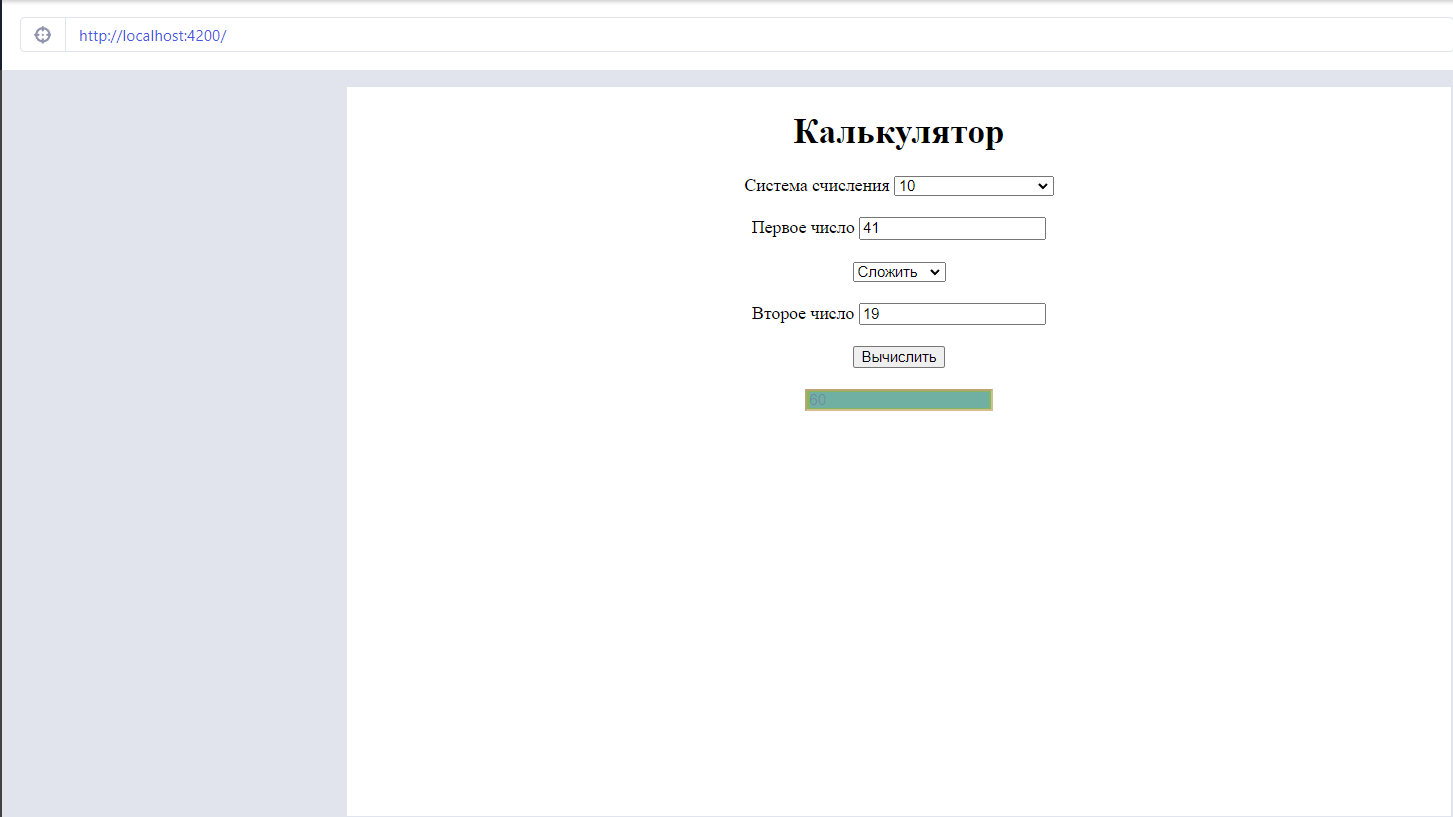 http://localhost:4200/
Калькулятор
Система счисления 10
Первое число 41
Сложить
Второе число 19
Вычислить
60